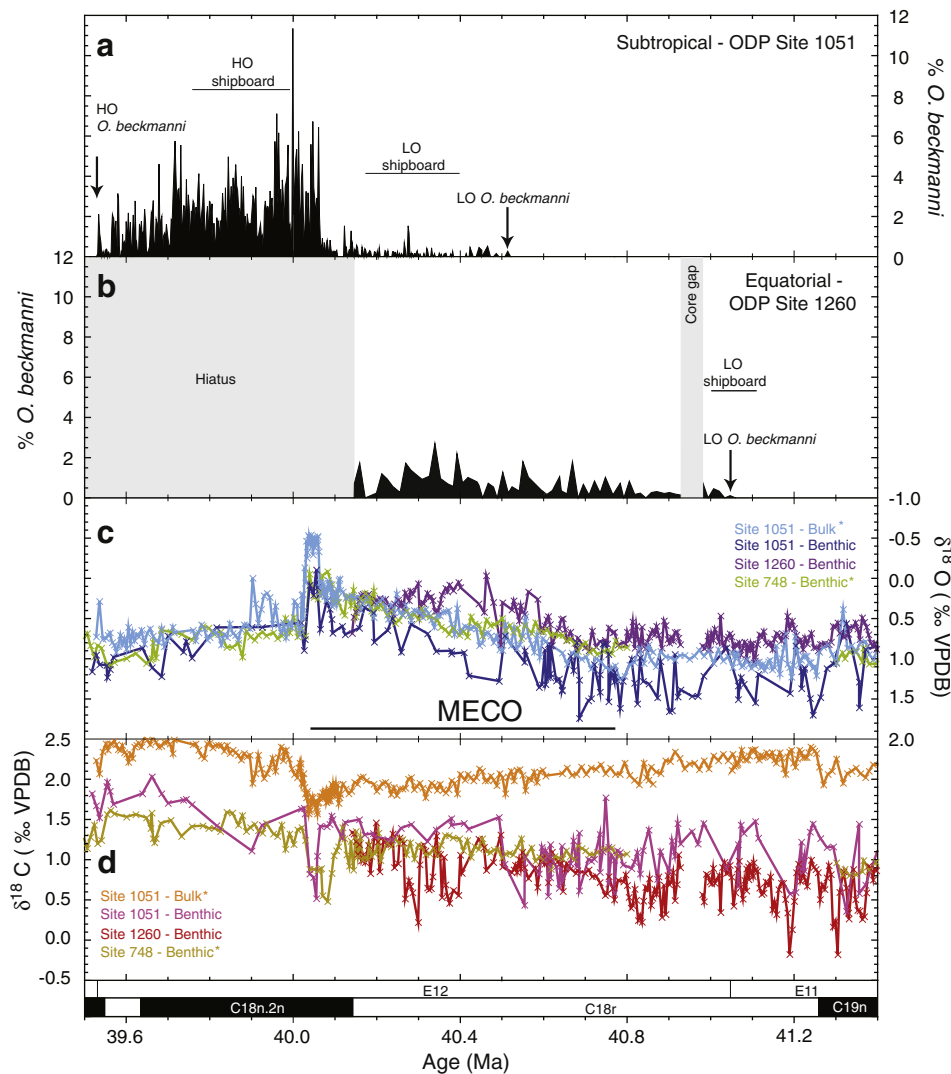 a
Subtropical - ODP Site 1051
HO
shipboard
HO
O. beckmanni
LO
shipboard
LO O. beckmanni
12
10
8
6
4
2
0
% O. beckmanni
b
Equatorial -
ODP Site 1260
Hiatus
Core gap
LO
shipboard
LO O. beckmanni
12
10
8
6
4
2
0
% O. beckmanni
c
Site 1051 - Bulk*
Site 1051 - Benthic
Site 1260 - Benthic
Site 748 - Benthic*
-1.0
-0.5
0.0
0.5
1.0
1.5
2.0
δ18 O ( ‰ VPDB)
MECO
2.5
2.0
1.5
1.0
0.5
0.0
-0.5
δ18 C ( ‰ VPDB)
d
Site 1051 - Bulk*
Site 1051 - Benthic
Site 1260 - Benthic
Site 748 - Benthic*
E12
E11
C18n.2n
C18r
C19n
39.6
40.0
40.4
40.8
41.2
Age (Ma)